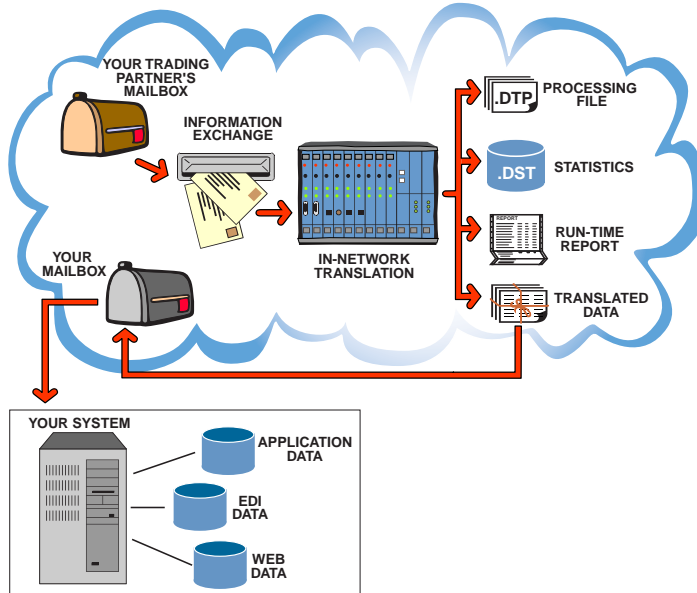 YOUR TRADING
PARTNER'S
MAILBOX
INFORMATION
EXCHANGE
.DTP
PROCESSING
FILE
.DST
STATISTICS
REPORT
RUN-TIME
REPORT
IN-NETWORK
TRANSLATION
YOUR
MAILBOX
TRANSLATED
DATA
YOUR SYSTEM
APPLICATION
DATA
EDI
DATA
WEB
DATA